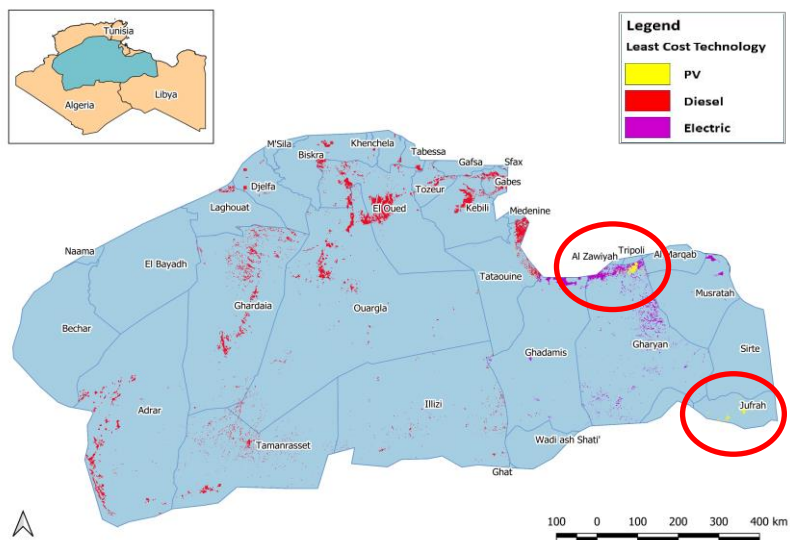 Tunisia
Algeria
Libya
Legend
Least Cost Technology
PV
Diesel
Electric
M'Sila
Khenchela
Biskra
Tabessa
Gafsa
Sfax
Djelfa
Tozeur
Gabes
Laghouat
El Oued
Kebili
Medenine
Naama
El Bayadh
Al Zawiyah
Tripoli
Al Marqab
Tataouine
Musratah
Ghardaia
Ouargla
Bechar
Ghadamis
Gharyan
Sirte
Adrar
Illizi
Jufrah
Tamanrasset
Wadi ash Shati'
Ghat
100 0 100 200 300 400 km